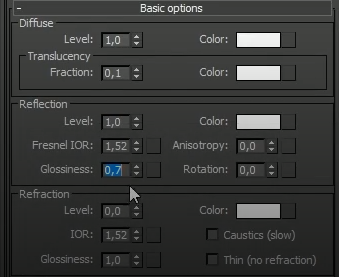 - Basic options
Diffuse
Level: 1,0 Color:
Translucency
Fraction: 0,1 Color:
Reflection
Level: 1,0 Color:
Fresnel IOR: 1,52 Anisotropy: 0,0
Glossiness: 0,7 Rotation: 0,0
Refraction
Level: 0,0 Color:
IOR: 1,52 Caustics (slow)
Glossiness: 1,0 Thin (no refraction)